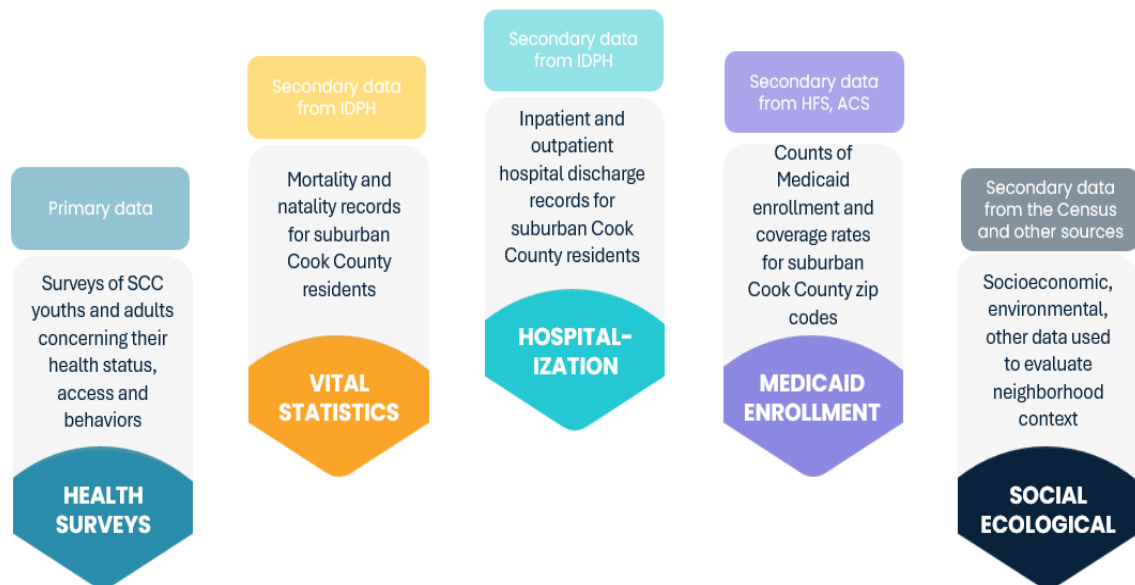 Primary data
Surveys of SCC
youths and adults
concerning their
health status,
access and
behaviors
HEALTH
SURVEYS
Secondary data
from IDPH
Mortality and
natality records
for suburban
Cook County
residents
VITAL
STATISTICS
Secondary data
from IDPH
Inpatient and
outpatient
hospital discharge
records for
suburban Cook
County residents
HOSPITAL-
IZATION
Secondary data
from HFS, ACS
Counts of
Medicaid
enrollment and
coverage rates
for suburban
Cook County zip
codes
MEDICAID
ENROLLMENT
Secondary data
from the Census
and other sources
Socioeconomic,
environmental,
other data used
to evaluate
neighborhood
context
SOCIAL
ECOLOGICAL